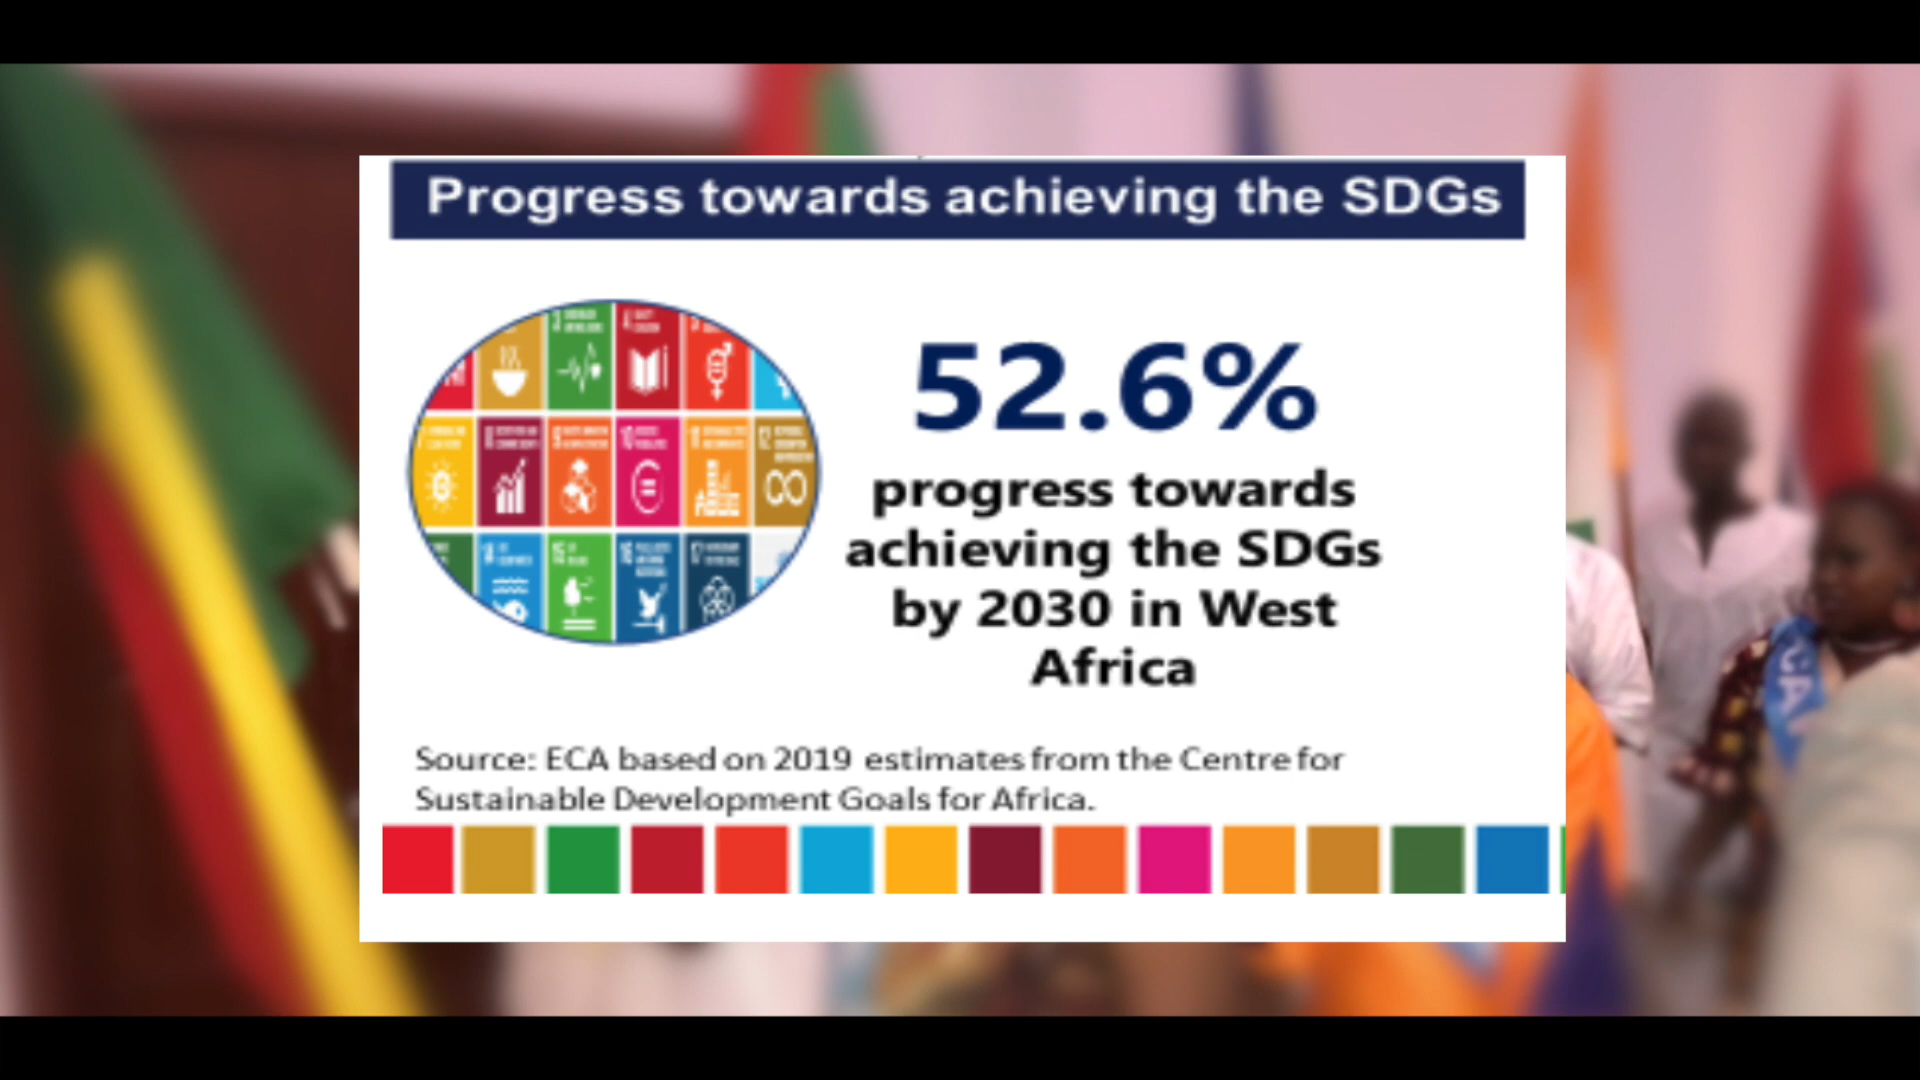 Progress towards achieving the SDGs
52.6%
progress towards
achieving the SDGs
by 2030 in West
Africa
Source: ECA based on 2019 estimates from the Centre for
Sustainable Development Goals for Africa.